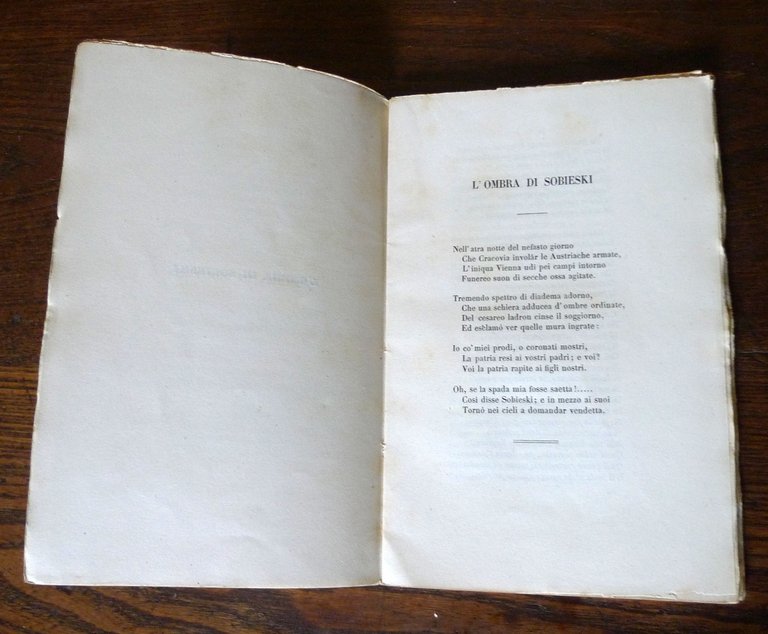 L'OMBRA DI SOBIESKI
Nell'atra notte del nefasto giorno
Che Cracovia involâr le Austriache armate,
L'iniqua Vienna udì pei campi intorno
Funereo suon di secche ossa agitate.
Tremendo spettro di diadema adorno,
Che una schiera adducea d'ombre ordinate,
Del cesareo ladron cinse il soggiorno,
Ed esclamò ver quelle mura ingrate:
Io co' miei prodi, o coronati mostri,
La patria resi ai vostri padri; e voi?
Voi la patria rapite ai figli nostri.
Oh, se la spada mia fosse saetta!.....
Così disse Sobieski; e in mezzo ai suoi
Tornò nei cieli a domandar vendetta.